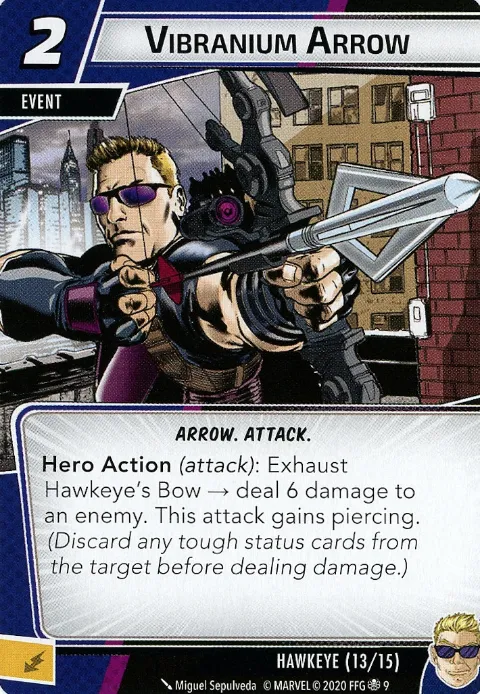 2
VIBRANIUM ARROW
EVENT
ARROW. ATTACK.
Hero Action (attack): Exhaust
Hawkeye's Bow → deal 6 damage to
an enemy. This attack gains piercing.
(Discard any tough status cards from
the target before dealing damage.)
HAWKEYE (13/15)
Miguel Sepulveda © MARVEL © 2020 FFG 9